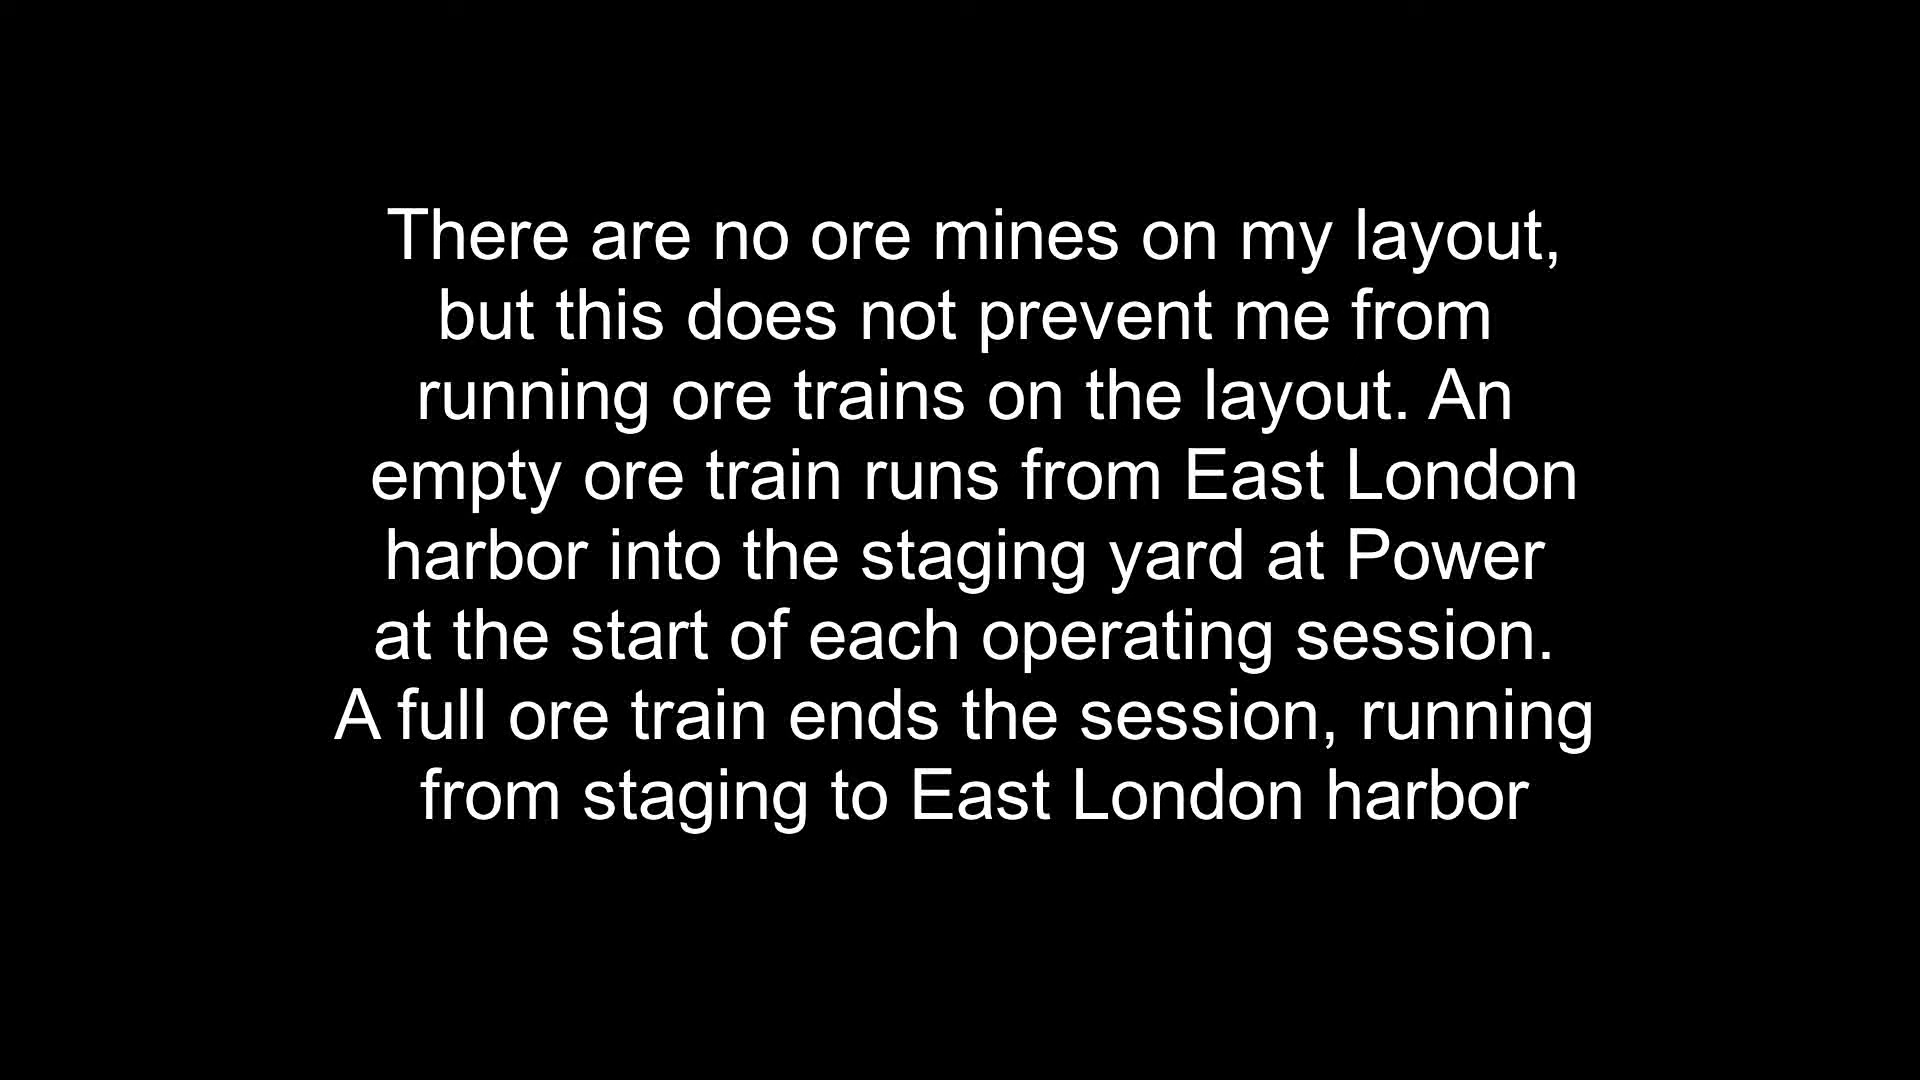 There are no ore mines on my layout,
but this does not prevent me from
running ore trains on the layout. An
empty ore train runs from East London
harbor into the staging yard at Power
at the start of each operating session.
A full ore train ends the session, running
from staging to East London harbor